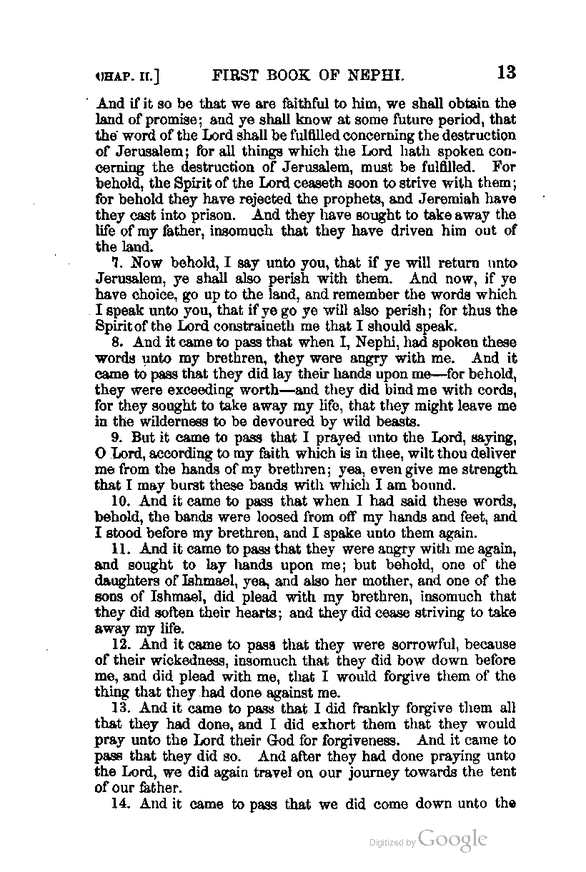 CHAP. II.] FIRST BOOK OF NEPHI. 13
And if it so be that we are faithful to him, we shall obtain the
land of promise; and ye shall know at some future period, that
the word of the Lord shall be fulfilled concerning the destruction
of Jerusalem; for all things which the Lord hath spoken con-
cerning the destruction of Jerusalem, must be fulfilled. For
behold, the Spirit of the Lord ceaseth soon to strive with them;
for behold they have rejected the prophets, and Jeremiah have
they cast into prison. And they have sought to take away the
life of my father, insomuch that they have driven him out of
the land.
7. Now behold, I say unto you, that if ye will return unto
Jerusalem, ye shall also perish with them. And now, if ye
have choice, go up to the land, and remember the words which
I speak unto you, that if ye go ye will also perish; for thus the
Spirit of the Lord constraineth me that I should speak.
8. And it came to pass that when I, Nephi, had spoken these
words unto my brethren, they were angry with me. And it
came to pass that they did lay their hands upon me—for behold,
they were exceeding worth—and they did bind me with cords,
for they sought to take away my life, that they might leave me
in the wilderness to be devoured by wild beasts.
9. But it came to pass that I prayed unto the Lord, saying,
O Lord, according to my faith which is in thee, wilt thou deliver
me from the hands of my brethren; yea, even give me strength
that I may burst these bands with which I am bound.
10. And it came to pass that when I had said these words,
behold, the bands were loosed from off my hands and feet, and
I stood before my brethren, and I spake unto them again.
11. And it came to pass that they were angry with me again,
and sought to lay hands upon me; but behold, one of the
daughters of Ishmael, yea, and also her mother, and one of the
sons of Ishmael, did plead with my brethren, insomuch that
they did soften their hearts; and they did cease striving to take
away my life.
12. And it came to pass that they were sorrowful, because
of their wickedness, insomuch that they did bow down before
me, and did plead with me, that I would forgive them of the
thing that they had done against me.
13. And it came to pass that I did frankly forgive them all
that they had done, and I did exhort them that they would
pray unto the Lord their God for forgiveness. And it came to
pass that they did so. And after they had done praying unto
the Lord, we did again travel on our journey towards the tent
of our father.
14. And it came to pass that we did come down unto the
Digitized by Google